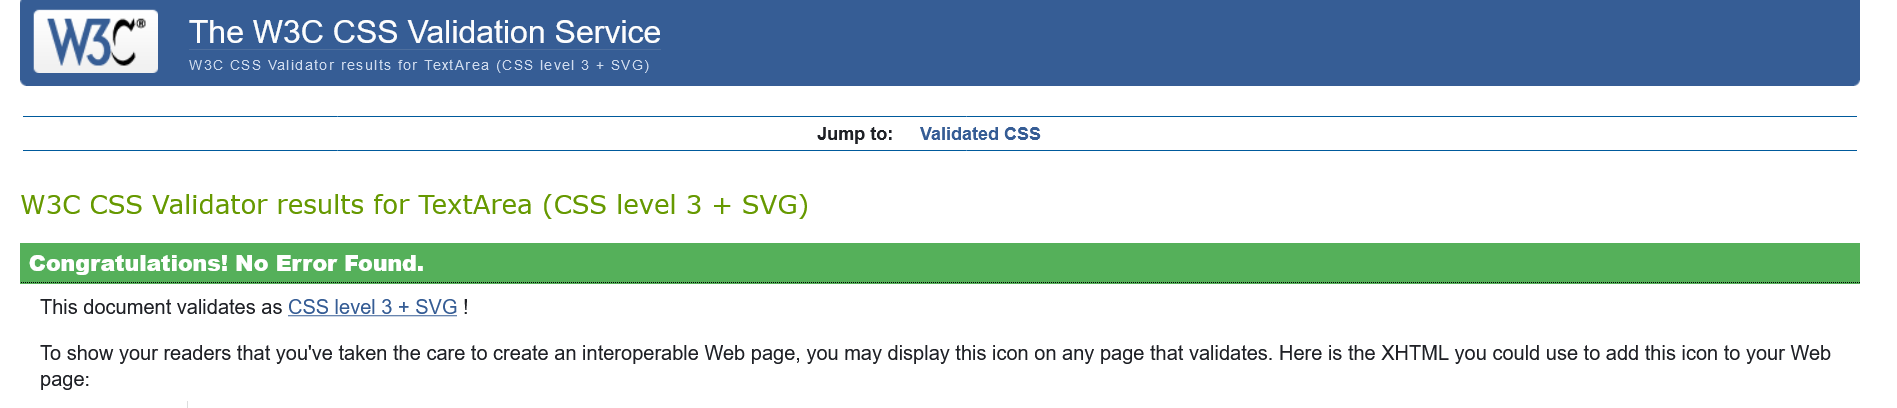 W3C®
The W3C CSS Validation Service
W3C CSS Validator results for TextArea (CSS level 3 + SVG)
Jump to: Validated CSS
W3C CSS Validator results for TextArea (CSS level 3 + SVG)
Congratulations! No Error Found.
This document validates as CSS level 3 + SVG !
To show your readers that you've taken the care to create an interoperable Web page, you may display this icon on any page that validates. Here is the XHTML you could use to add this icon to your Web
page: